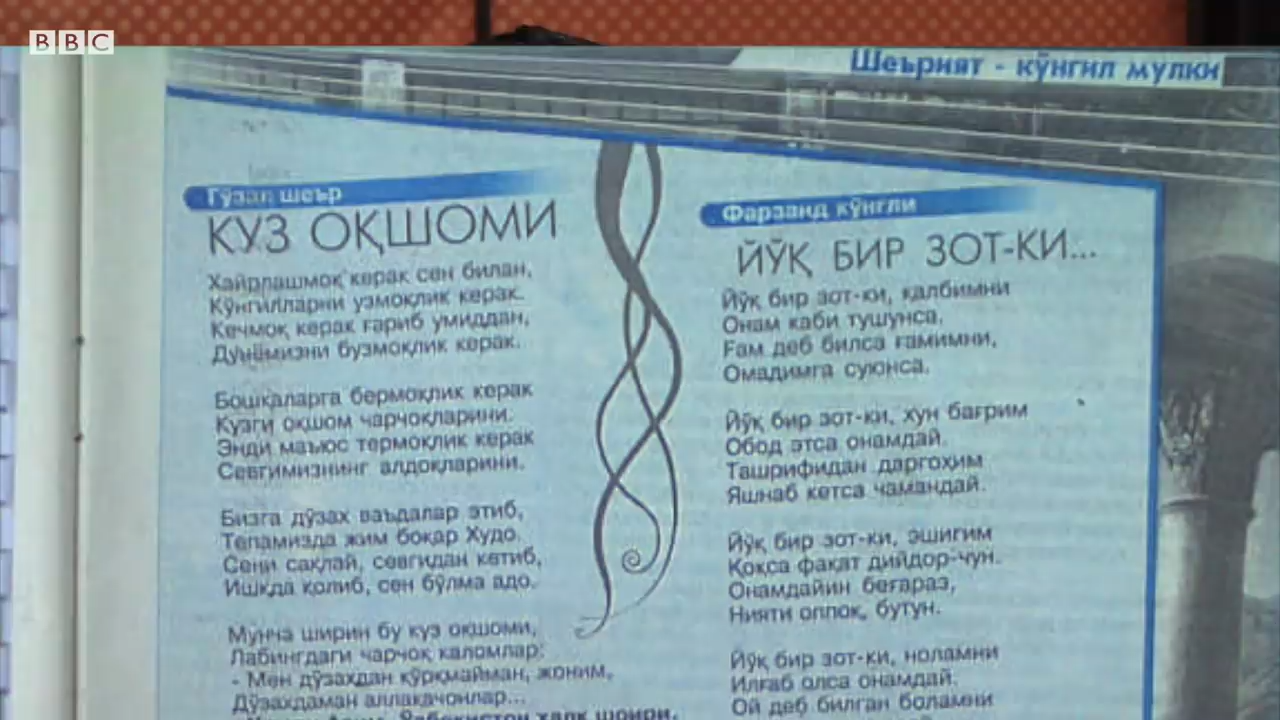 BBC
Шеърият - кўнгил мулки
Гўзал шеър
КУЗ ОҚШОМИ
Хайрлашмоқ керак сен билан,
Кўнгилларни узмоқлик керак.
Кечмоқ керак ғариб умиддан,
Дунёмизни бузмоқлик керак.
Бошқаларга бермоқлик керак
Кузги оқшом чарчоқларини.
Энди маъюс термоқлик керак
Севгимизнинг алдоқларини.
Бизга дўзах ваъдалар этиб,
Тепамизда жим боқар Худо.
Сени сақлай, севгидан кетиб,
Ишқда қолиб, сен бўлма адо.
Мунча ширин бу куз оқшоми,
Лабингдаги чарчоқ каломлар:
- Мен дўзахдан қўрқмайман, жоним,
Дўзахдаман аллақачонлар...
Ўзбекистон халқ шоири.
Фарзанд кўнгли
ЙЎҚ БИР ЗОТ-КИ...
Йўқ бир зот-ки, қалбимни
Онам каби тушунса,
Ғам деб билса ғамимни,
Омадимга суюнса.
Йўқ бир зот-ки, хун бағрим
Обод этса онамдай.
Ташрифидан даргоҳим
Яшнаб кетса чамандай.
Йўқ бир зот-ки, эшигим
Қоқса фақат дийдор-чун.
Онамдайин беғараз,
Нияти оппоқ, бутун.
Йўқ бир зот-ки, ноламни
Илғаб олса онамдай.
Ой деб билган боламни